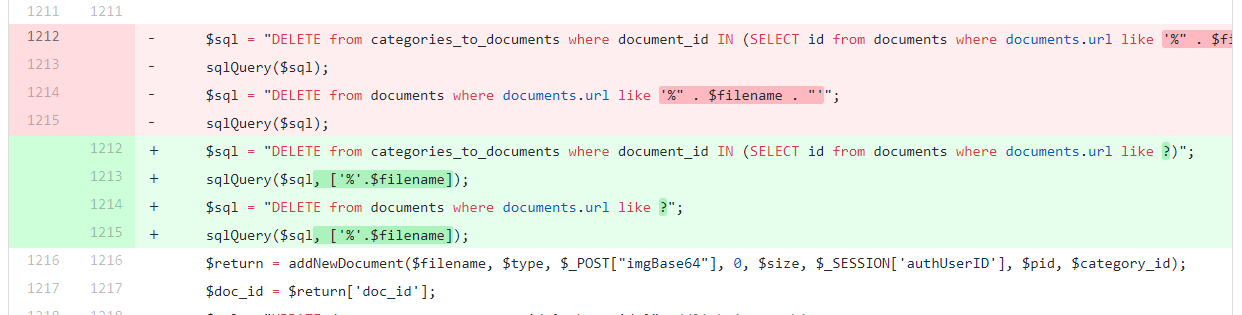 1211 1211
1212 - $sql = "DELETE from categories_to_documents where document_id IN (SELECT id from documents where documents.url like '%" . $fi
1213 - sqlQuery($sql);
1214 - $sql = "DELETE from documents where documents.url like '%" . $filename . "'";
1215 - sqlQuery($sql);
1212 + $sql = "DELETE from categories_to_documents where document_id IN (SELECT id from documents where documents.url like ?)";
1213 + sqlQuery($sql, ['%'.$filename]);
1214 + $sql = "DELETE from documents where documents.url like ?";
1215 + sqlQuery($sql, ['%'.$filename]);
1216 1216 $return = addNewDocument($filename, $type, $_POST["imgBase64"], 0, $size, $_SESSION['authUserID'], $pid, $category_id);
1217 1217 $doc_id = $return['doc_id'];